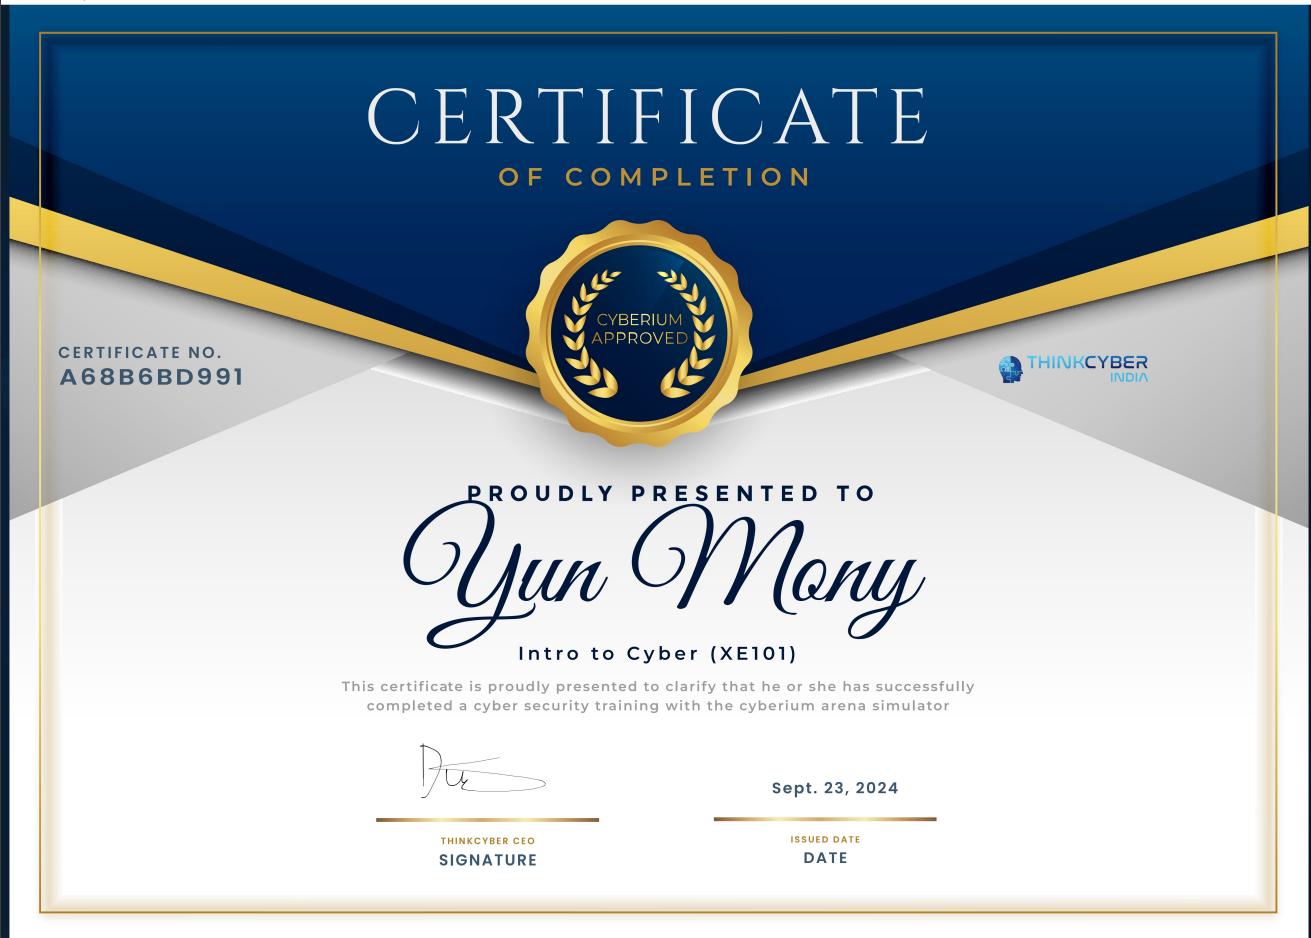 CERTIFICATE
OF COMPLETION
CYBERIUM
APPROVED
CERTIFICATE NO.
A68B6BD991
THINKCYBER
INDIA
PROUDLY PRESENTED TO
Yun Mony
Intro to Cyber (XE101)
This certificate is proudly presented to clarify that he or she has successfully
completed a cyber security training with the cyberium arena simulator
Sept. 23, 2024
THINKCYBER CEO
SIGNATURE
ISSUED DATE
DATE